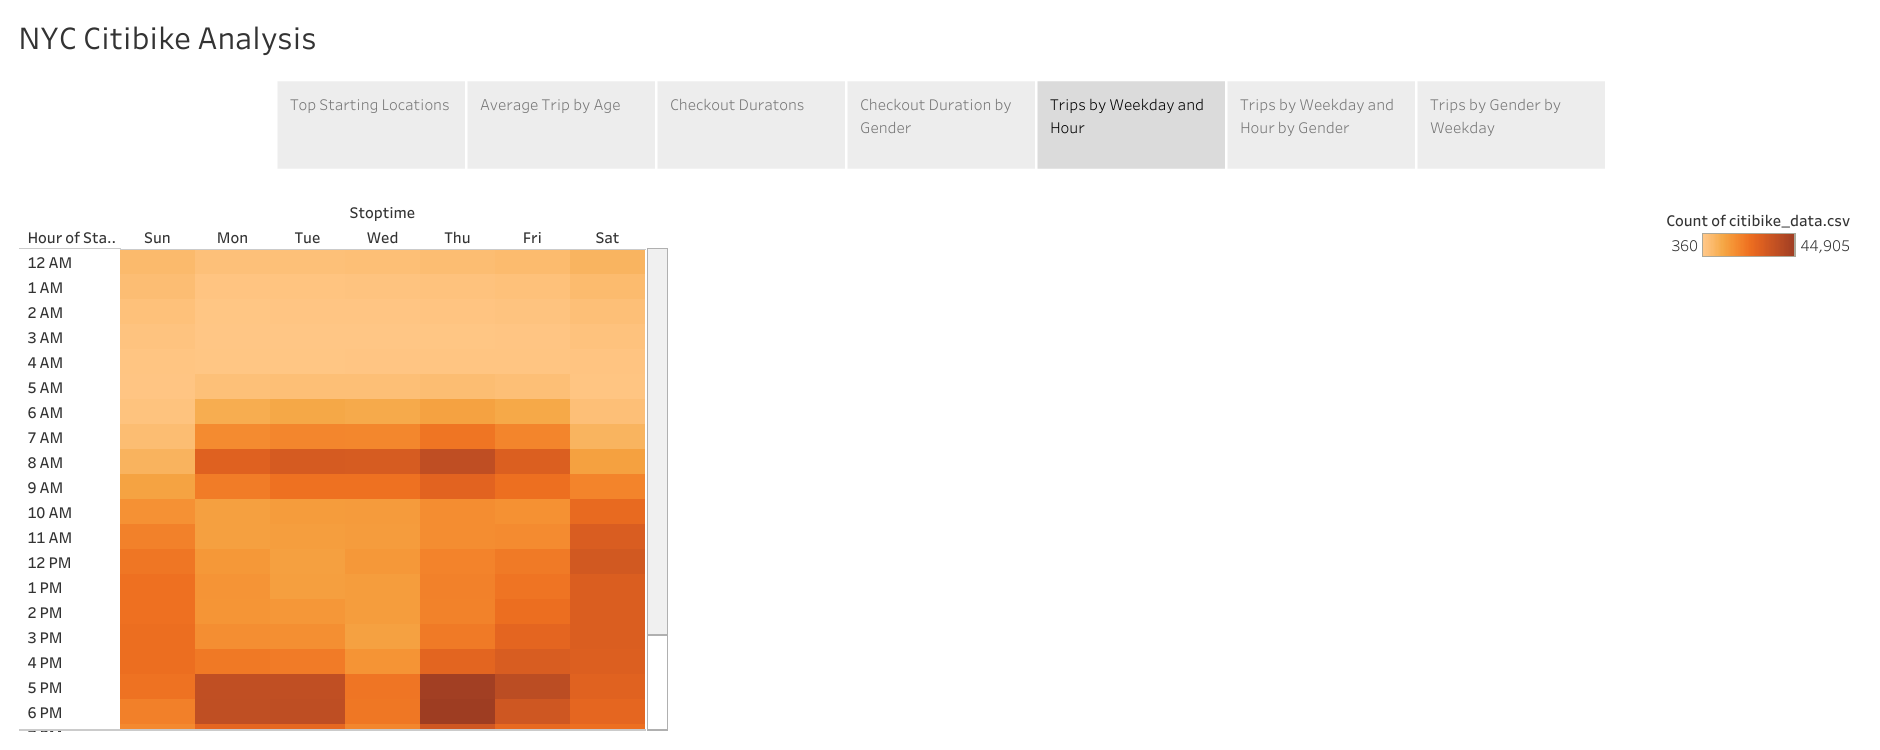 NYC Citibike Analysis
Top Starting Locations
Average Trip by Age
Checkout Duratons
Checkout Duration by
Gender
Trips by Weekday and
Hour
Trips by Weekday and
Hour by Gender
Trips by Gender by
Weekday
Stoptime
Hour of Sta.. Sun Mon Tue Wed Thu Fri Sat
12 AM
1 AM
2 AM
3 AM
4 AM
5 AM
6 AM
7 AM
8 AM
9 AM
10 AM
11 AM
12 PM
1 PM
2 PM
3 PM
4 PM
5 PM
6 PM
Count of citibike_data.csv
360 44,905